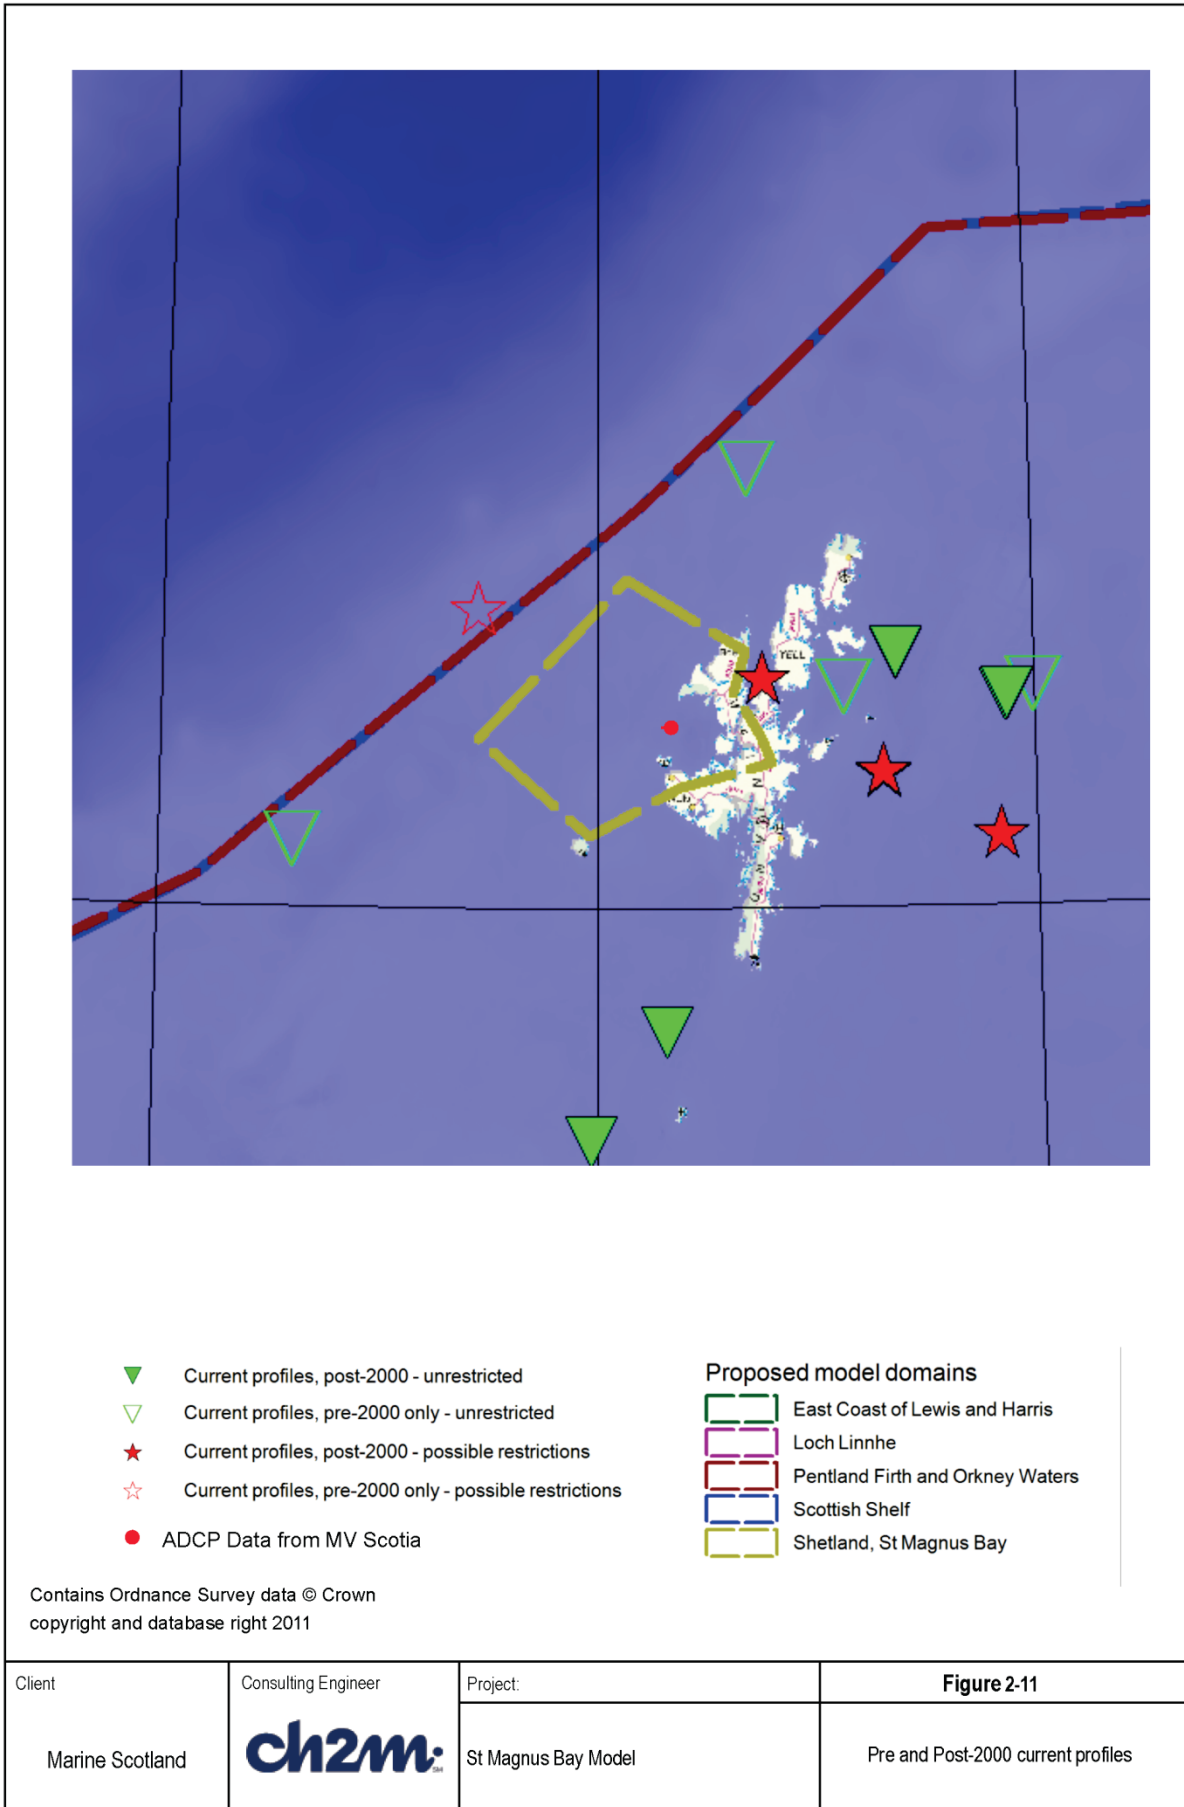 YELL
Current profiles, post-2000 - unrestricted
Current profiles, pre-2000 only - unrestricted
Current profiles, post-2000 - possible restrictions
Current profiles, pre-2000 only - possible restrictions
ADCP Data from MV Scotia
Proposed model domains
East Coast of Lewis and Harris
Loch Linnhe
Pentland Firth and Orkney Waters
Scottish Shelf
Shetland, St Magnus Bay
Contains Ordnance Survey data © Crown
copyright and database right 2011
Client
Marine Scotland
Consulting Engineer
ch2m:
SM
Project:
St Magnus Bay Model
Figure 2-11
Pre and Post-2000 current profiles